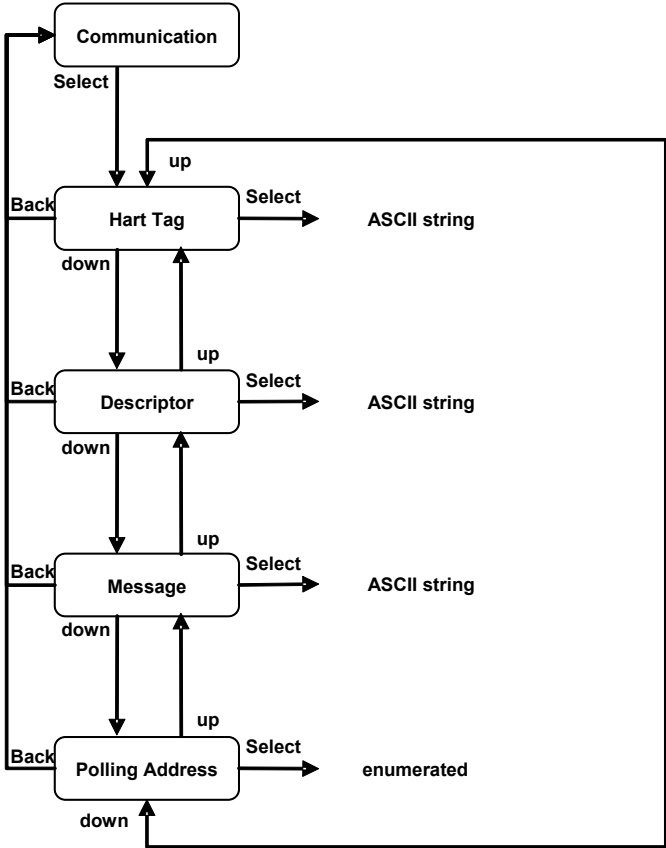 Communication
Select
up
Back
Hart Tag
Select
ASCII string
down
up
Back
Descriptor
Select
ASCII string
down
up
Back
Message
Select
ASCII string
down
up
Back
Polling Address
Select
enumerated
down